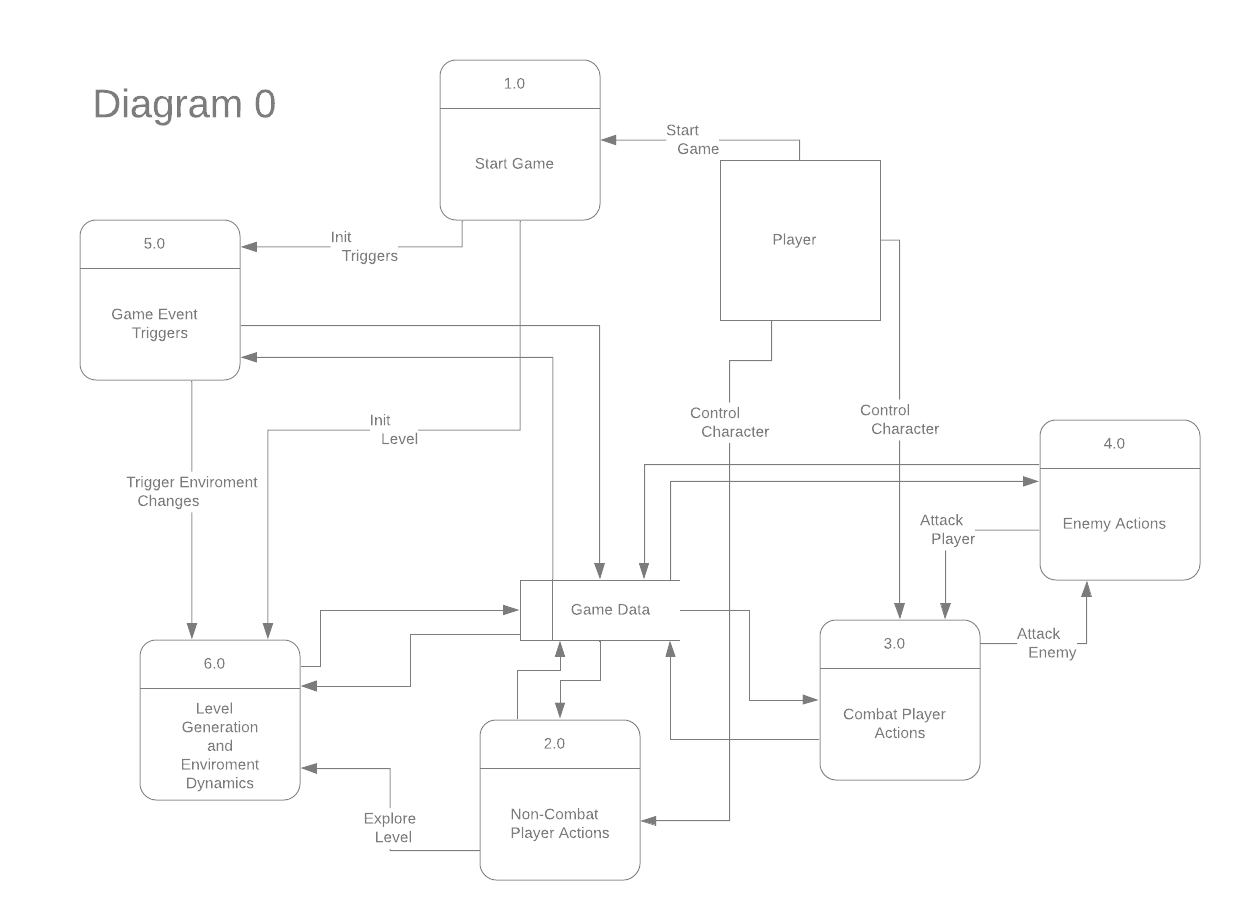 Diagram 0
1.0
Start Game
Start
Game
Player
5.0
Game Event
Triggers
Init
Triggers
Init
Level
Control
Character
Control
Character
4.0
Enemy Actions
Trigger Enviroment
Changes
Attack
Player
Game Data
Attack
Enemy
6.0
Level
Generation
and
Enviroment
Dynamics
3.0
Combat Player
Actions
2.0
Non-Combat
Player Actions
Explore
Level